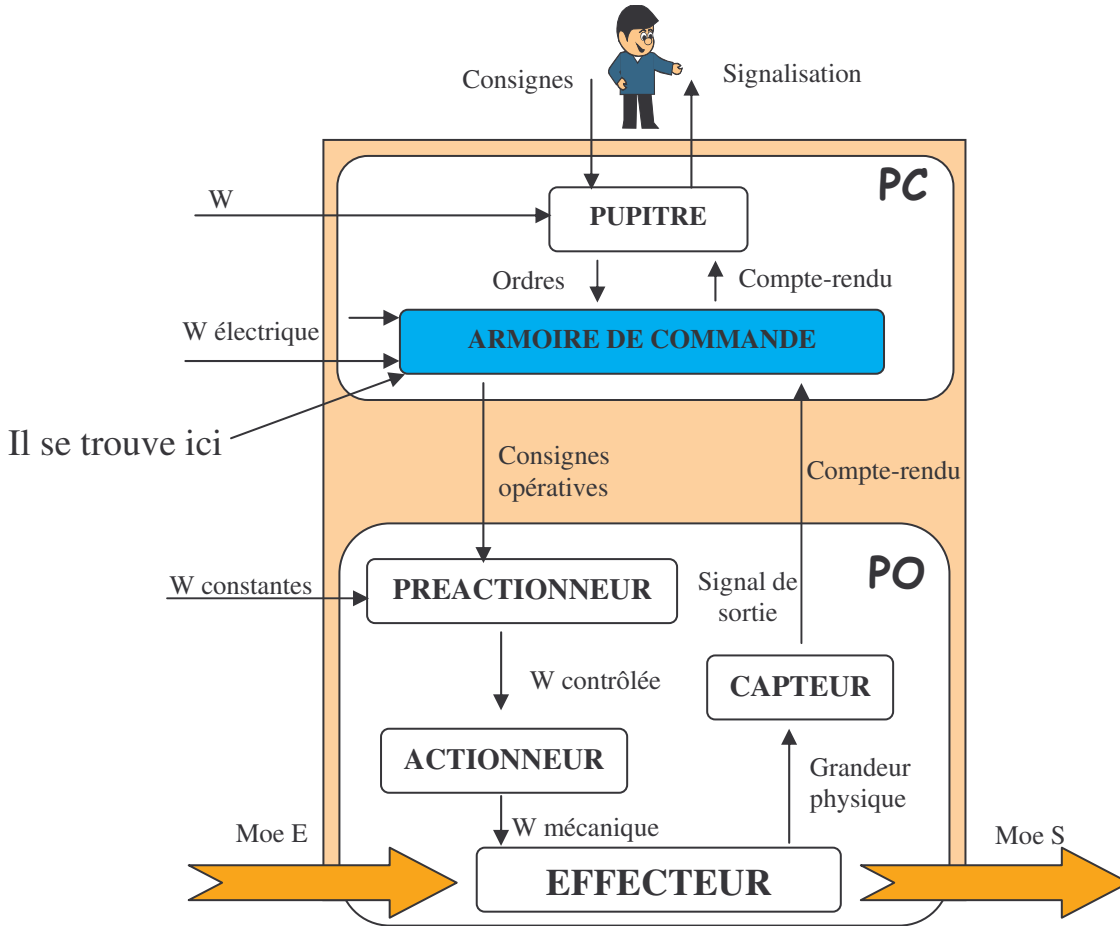 Consignes
Signalisation
PC
W
PUPITRE
Ordres
Compte-rendu
W électrique
ARMOIRE DE COMMANDE
Il se trouve ici
Consignes
opératives
Compte-rendu
PO
W constantes
PREACTIONNEUR
Signal de
sortie
W contrôlée
CAPTEUR
ACTIONNEUR
Grandeur
physique
Moe E
W mécanique
Moe S
EFFECTEUR